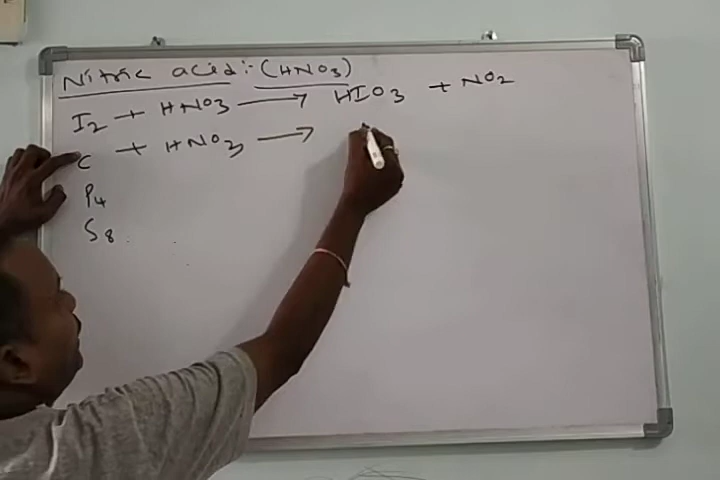 Nitric acid:- (HNO3)
I2 + HNO3 → HIO3 + NO2
C + HNO3 →
P4
S8.